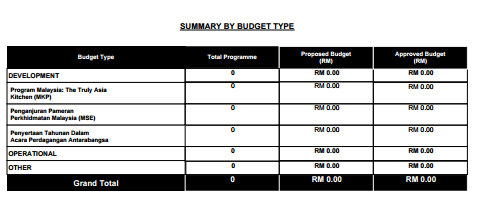 SUMMARY BY BUDGET TYPE
Budget Type Total Programme Proposed Budget (RM) Approved Budget (RM)
DEVELOPMENT 0 RM 0.00 RM 0.00
Program Malaysia: The Truly Asia 0 RM 0.00 RM 0.00
Kitchen (MKP)
Penganjuran Pameran 0 RM 0.00 RM 0.00
Perkhidmatan Malaysia (MSE)
Penyertaan Tahunan Dalam 0 RM 0.00 RM 0.00
Acara Perdagangan Antarabangsa
OPERATIONAL 0 RM 0.00 RM 0.00
OTHER 0 RM 0.00 RM 0.00
Grand Total 0 RM 0.00 RM 0.00